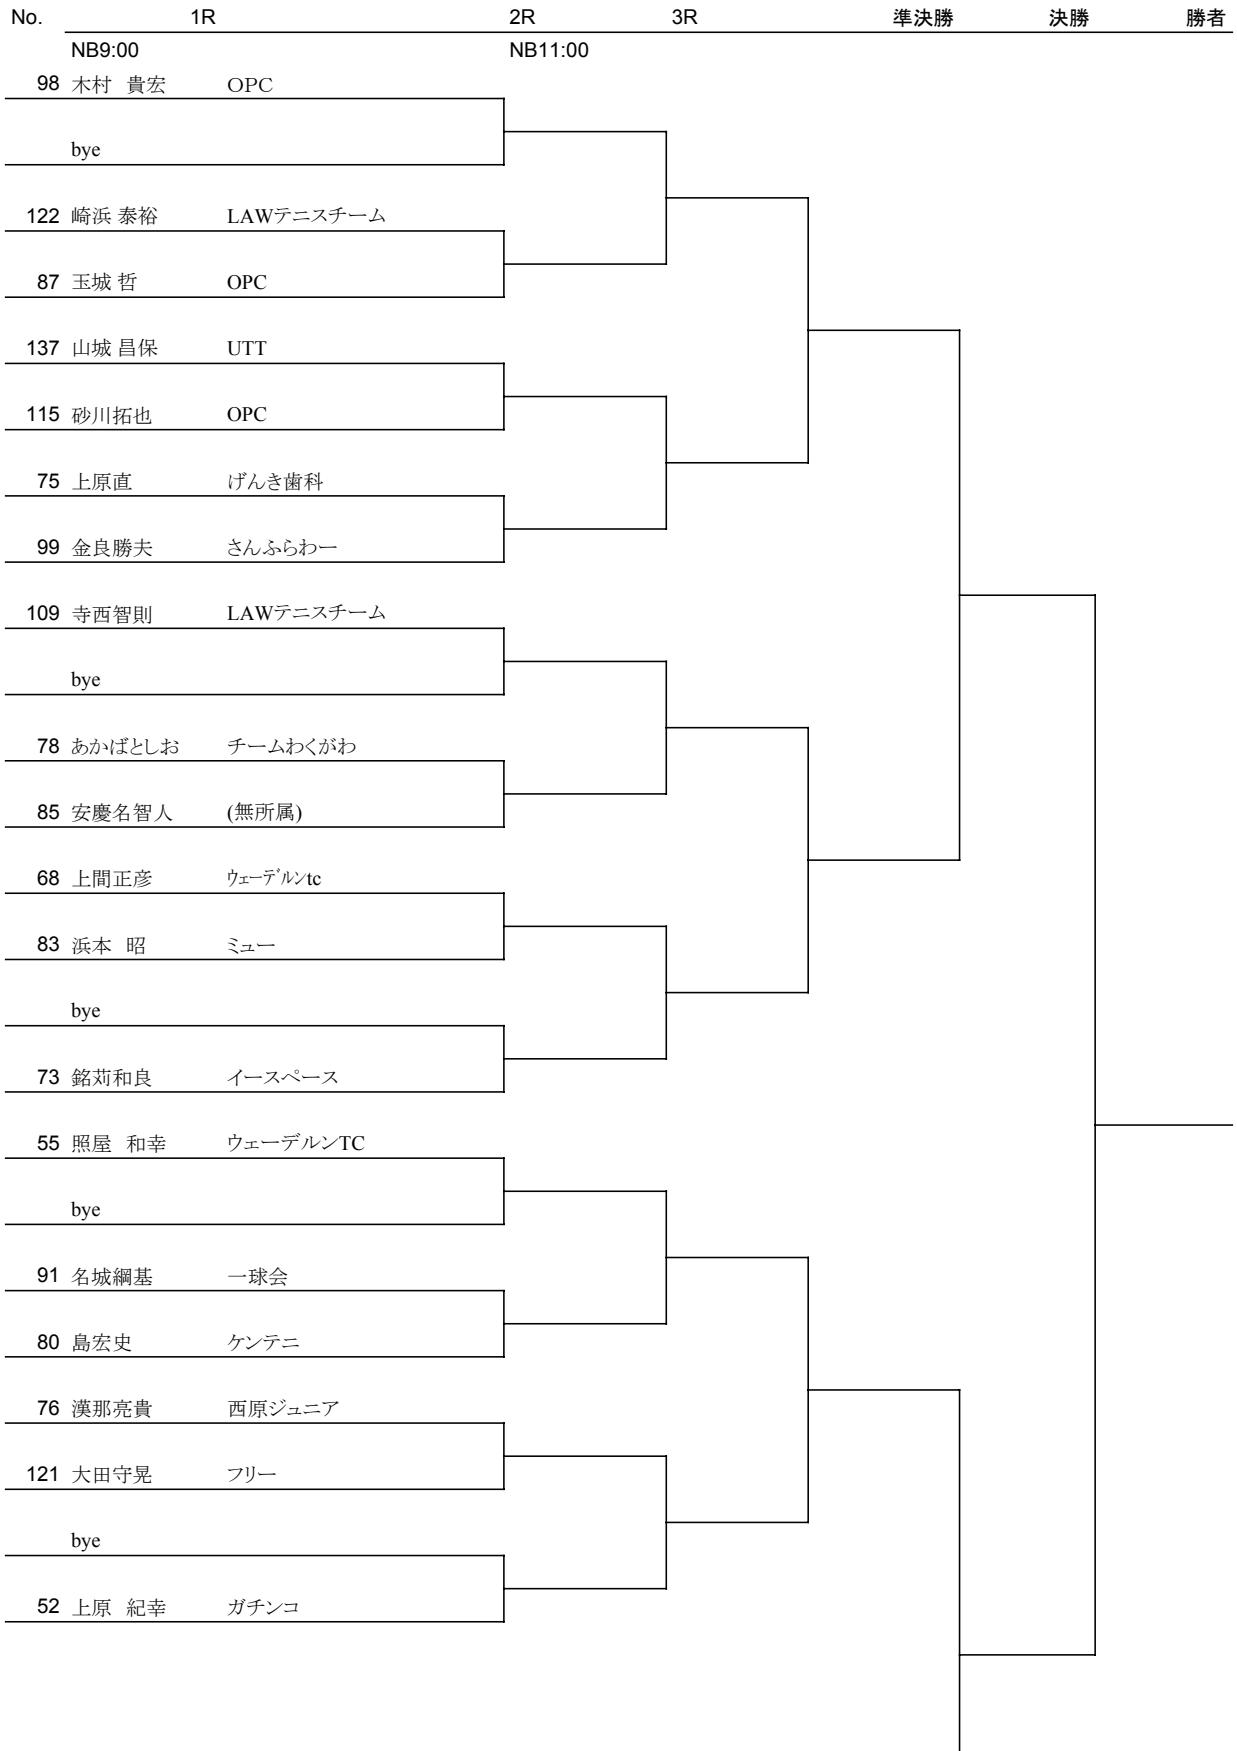 No. 1R 2R 3R 準決勝 決勝 勝者
NB9:00 NB11:00
98 木村 貴宏 OPC
bye
122 崎浜 泰裕 LAWテニスチーム
87 玉城 哲 OPC
137 山城 昌保 UTT
115 砂川拓也 OPC
75 上原直 げんき歯科
99 金良勝夫 さんふらわー
109 寺西智則 LAWテニスチーム
bye
78 あかばとしお チームわくがわ
85 安慶名智人 (無所属)
68 上間正彦 ウェーデルンtc
83 浜本 昭 ミュー
bye
73 銘苅和良 イースペース
55 照屋 和幸 ウェーデルンTC
bye
91 名城綱基 一球会
80 島宏史 ケンテニ
76 漢那亮貴 西原ジュニア
121 大田守晃 フリー
bye
52 上原 紀幸 ガチンコ